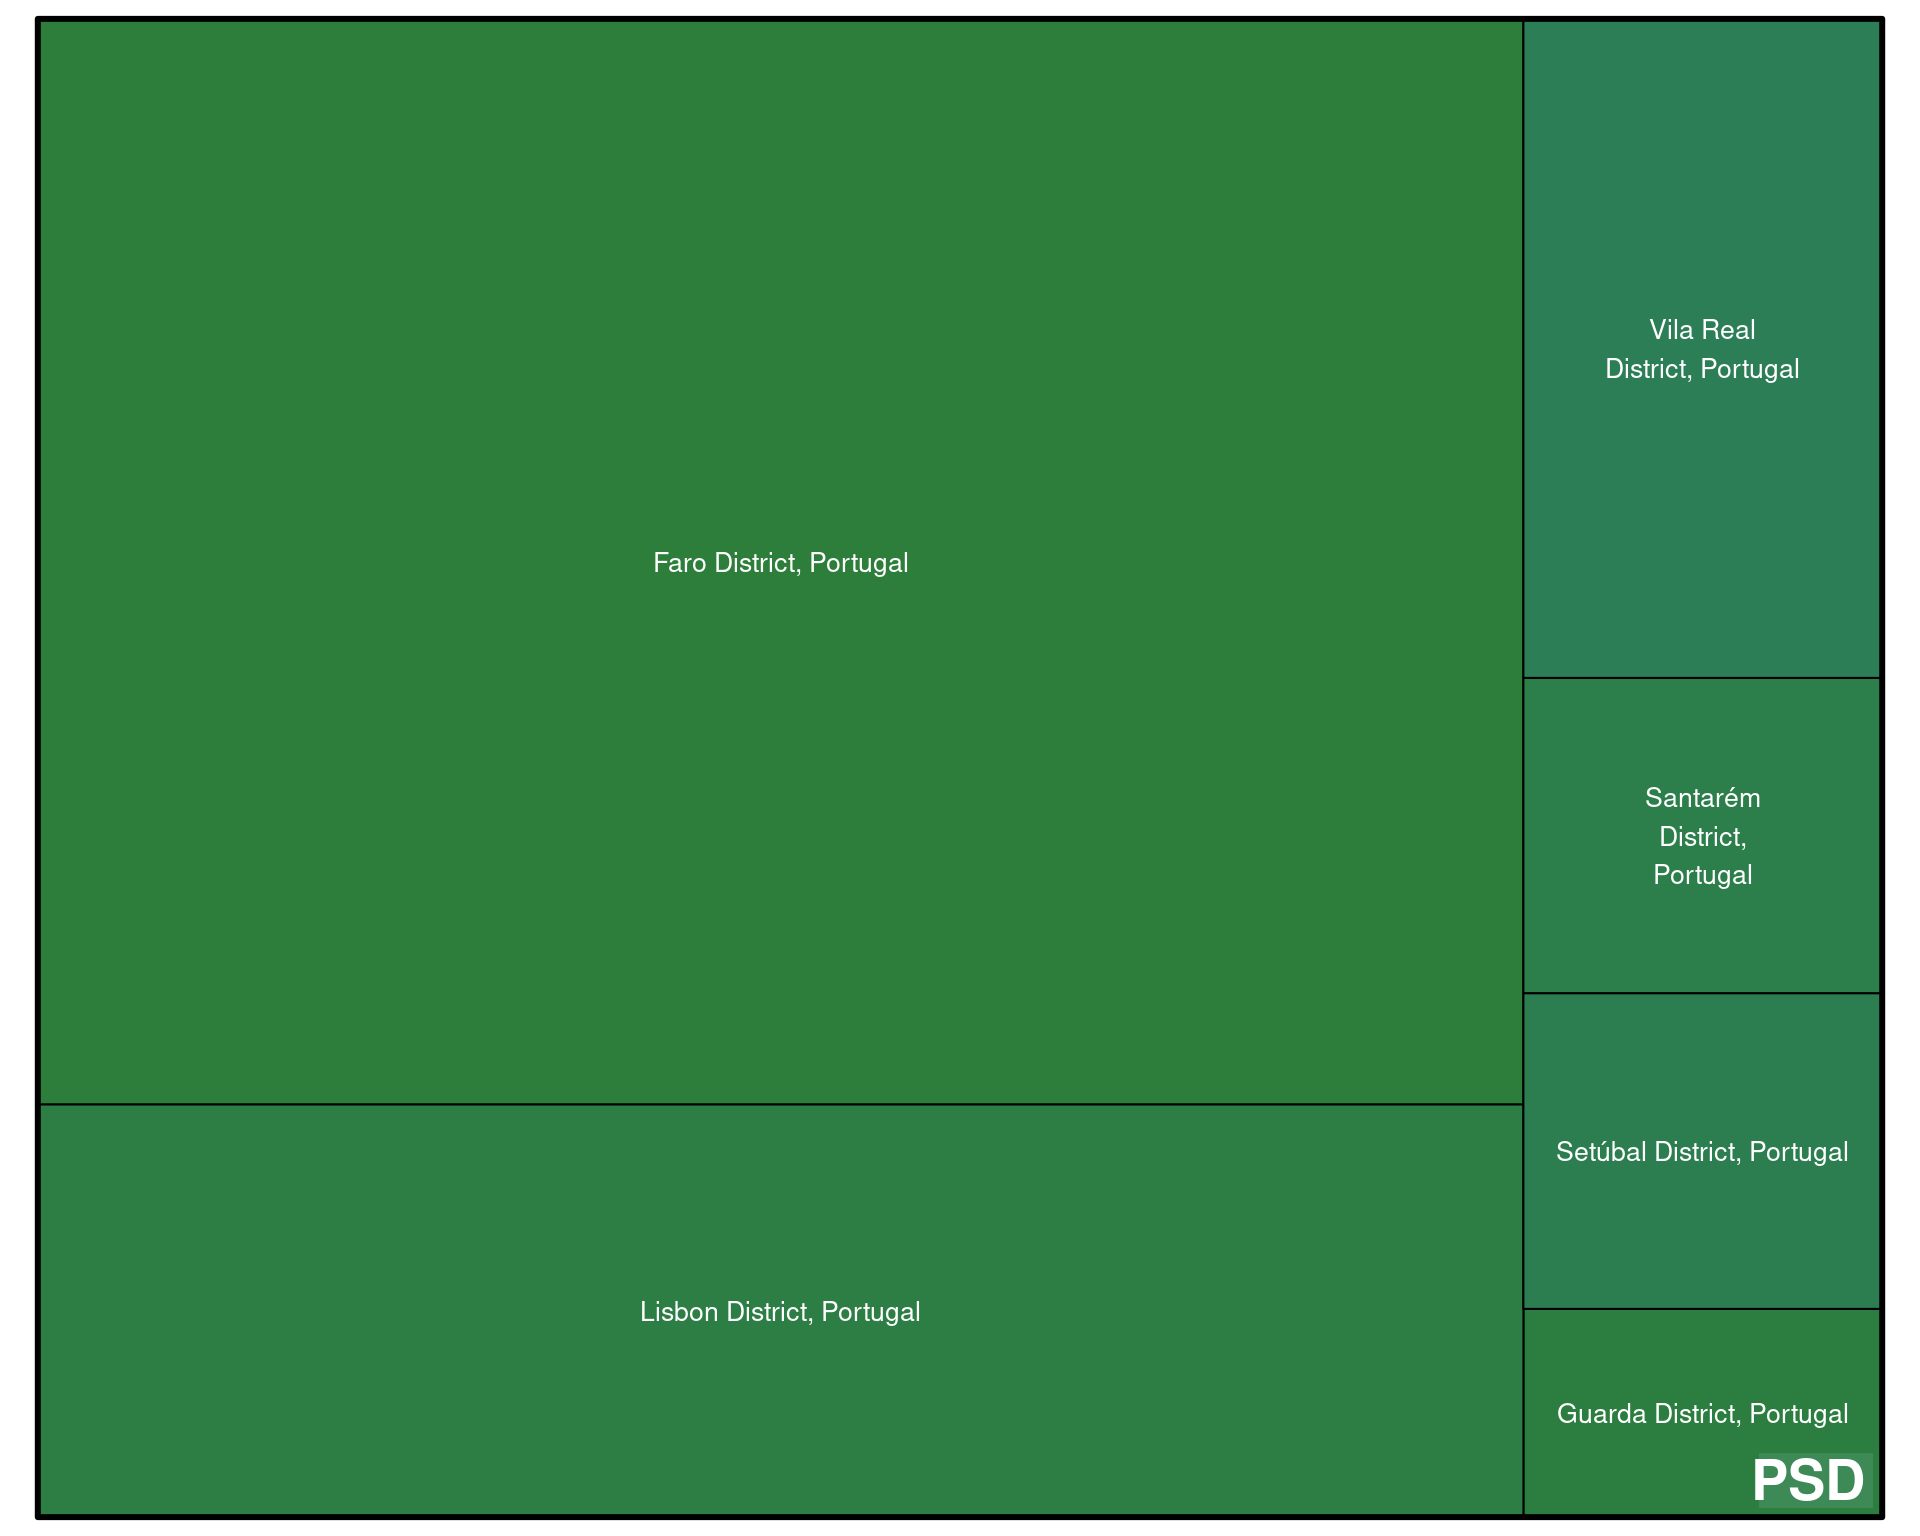 Faro District, Portugal
Lisbon District, Portugal
Vila Real
District, Portugal
Santarém
District,
Portugal
Setúbal District, Portugal
Guarda District, Portugal
PSD